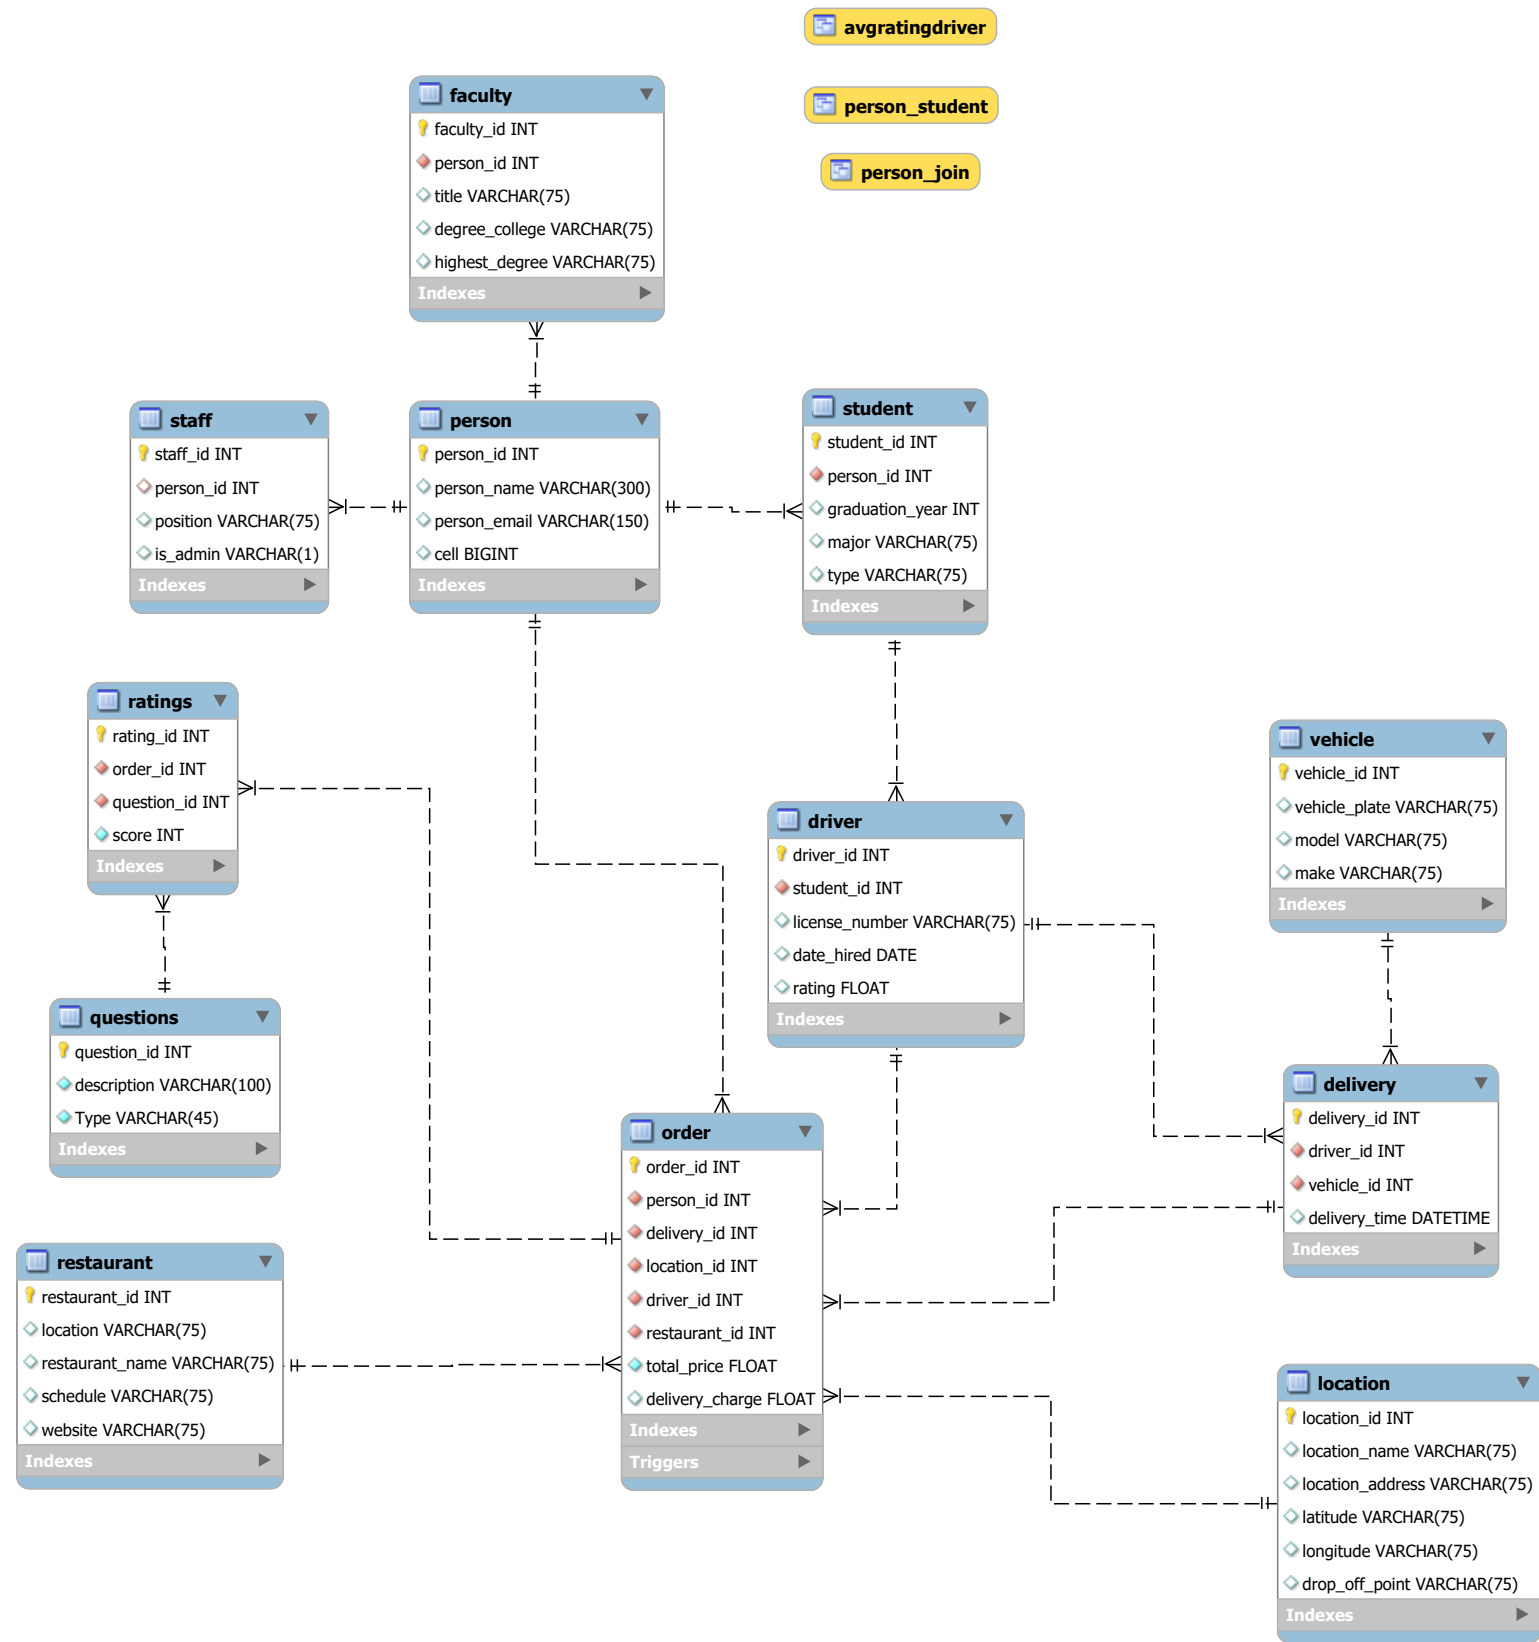 avgratingdriver
person_student
person_join
faculty
faculty_id INT
person_id INT
title VARCHAR(75)
degree_college VARCHAR(75)
highest_degree VARCHAR(75)
Indexes
staff
staff_id INT
person_id INT
position VARCHAR(75)
is_admin VARCHAR(1)
Indexes
person
person_id INT
person_name VARCHAR(300)
person_email VARCHAR(150)
cell BIGINT
Indexes
student
student_id INT
person_id INT
graduation_year INT
major VARCHAR(75)
type VARCHAR(75)
Indexes
ratings
rating_id INT
order_id INT
question_id INT
score INT
Indexes
driver
driver_id INT
student_id INT
license_number VARCHAR(75)
date_hired DATE
rating FLOAT
Indexes
vehicle
vehicle_id INT
vehicle_plate VARCHAR(75)
model VARCHAR(75)
make VARCHAR(75)
Indexes
questions
question_id INT
description VARCHAR(100)
Type VARCHAR(45)
Indexes
order
order_id INT
person_id INT
delivery_id INT
location_id INT
driver_id INT
restaurant_id INT
total_price FLOAT
delivery_charge FLOAT
Indexes
Triggers
delivery
delivery_id INT
driver_id INT
vehicle_id INT
delivery_time DATETIME
Indexes
restaurant
restaurant_id INT
location VARCHAR(75)
restaurant_name VARCHAR(75)
schedule VARCHAR(75)
website VARCHAR(75)
Indexes
location
location_id INT
location_name VARCHAR(75)
location_address VARCHAR(75)
latitude VARCHAR(75)
longitude VARCHAR(75)
drop_off_point VARCHAR(75)
Indexes